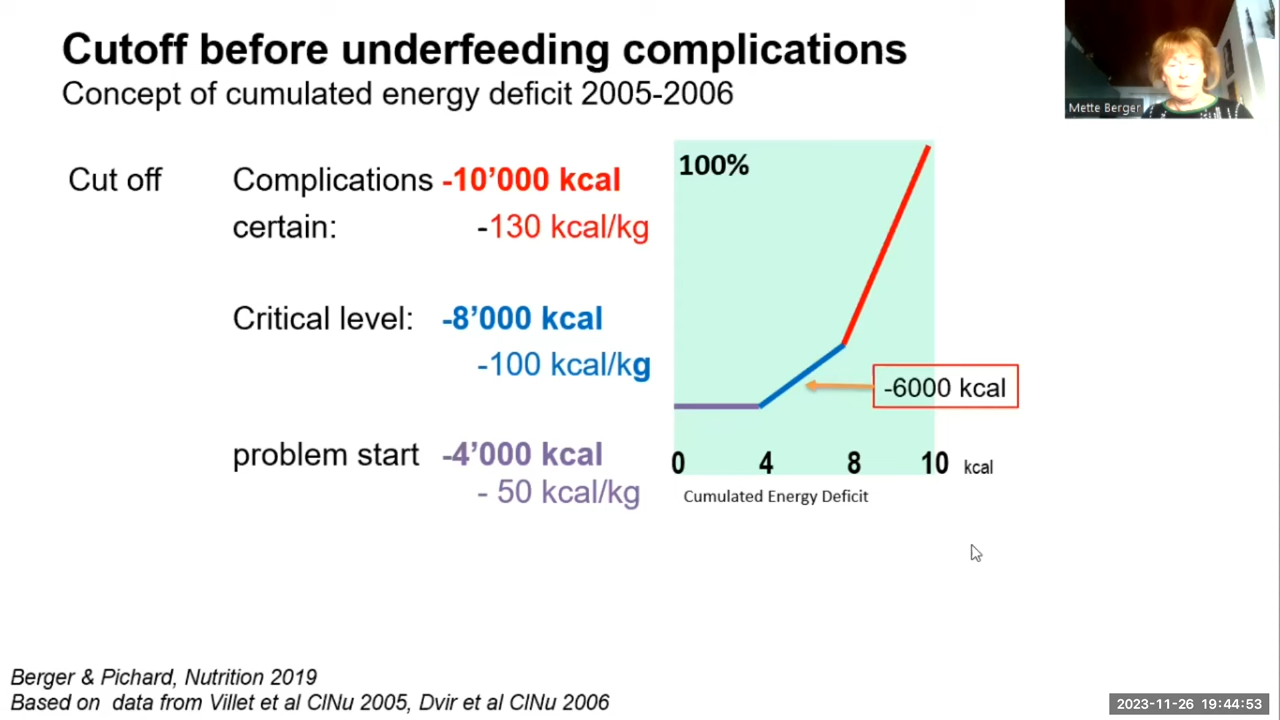 Cutoff before underfeeding complications
Concept of cumulated energy deficit 2005-2006
Mette Berger
Cut off Complications -10’000 kcal
certain: -130 kcal/kg
Critical level: -8’000 kcal
-100 kcal/kg
problem start -4’000 kcal
- 50 kcal/kg
100%
-6000 kcal
0 4 8 10 kcal
Cumulated Energy Deficit
Berger & Pichard, Nutrition 2019
Based on data from Villet et al ClNu 2005, Dvir et al ClNu 2006
2023-11-26 19:44:53